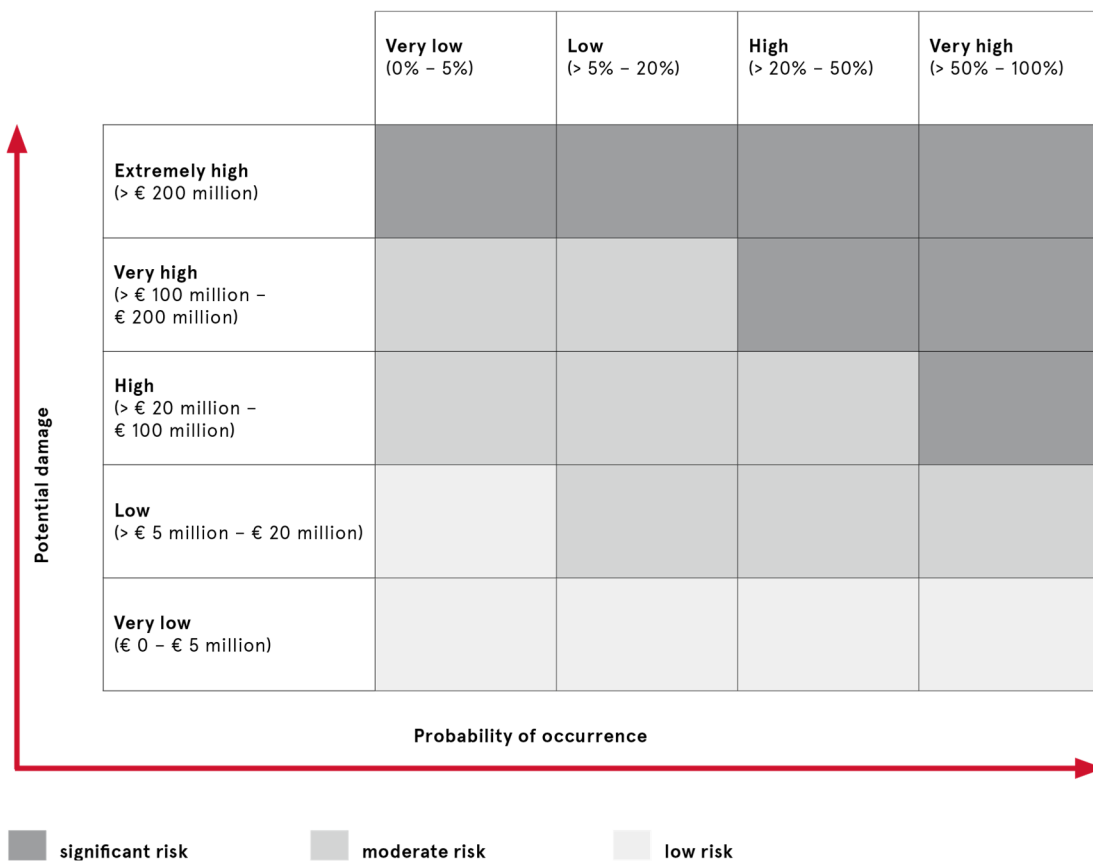 Very low
(0% – 5%)
Low
(> 5% – 20%)
High
(> 20% – 50%)
Very high
(> 50% – 100%)
Extremely high
(> € 200 million)
Very high
(> € 100 million –
€ 200 million)
High
(> € 20 million –
€ 100 million)
Low
(> € 5 million – € 20 million)
Very low
(€ 0 – € 5 million)
Potential damage
Probability of occurrence
significant risk
moderate risk
low risk